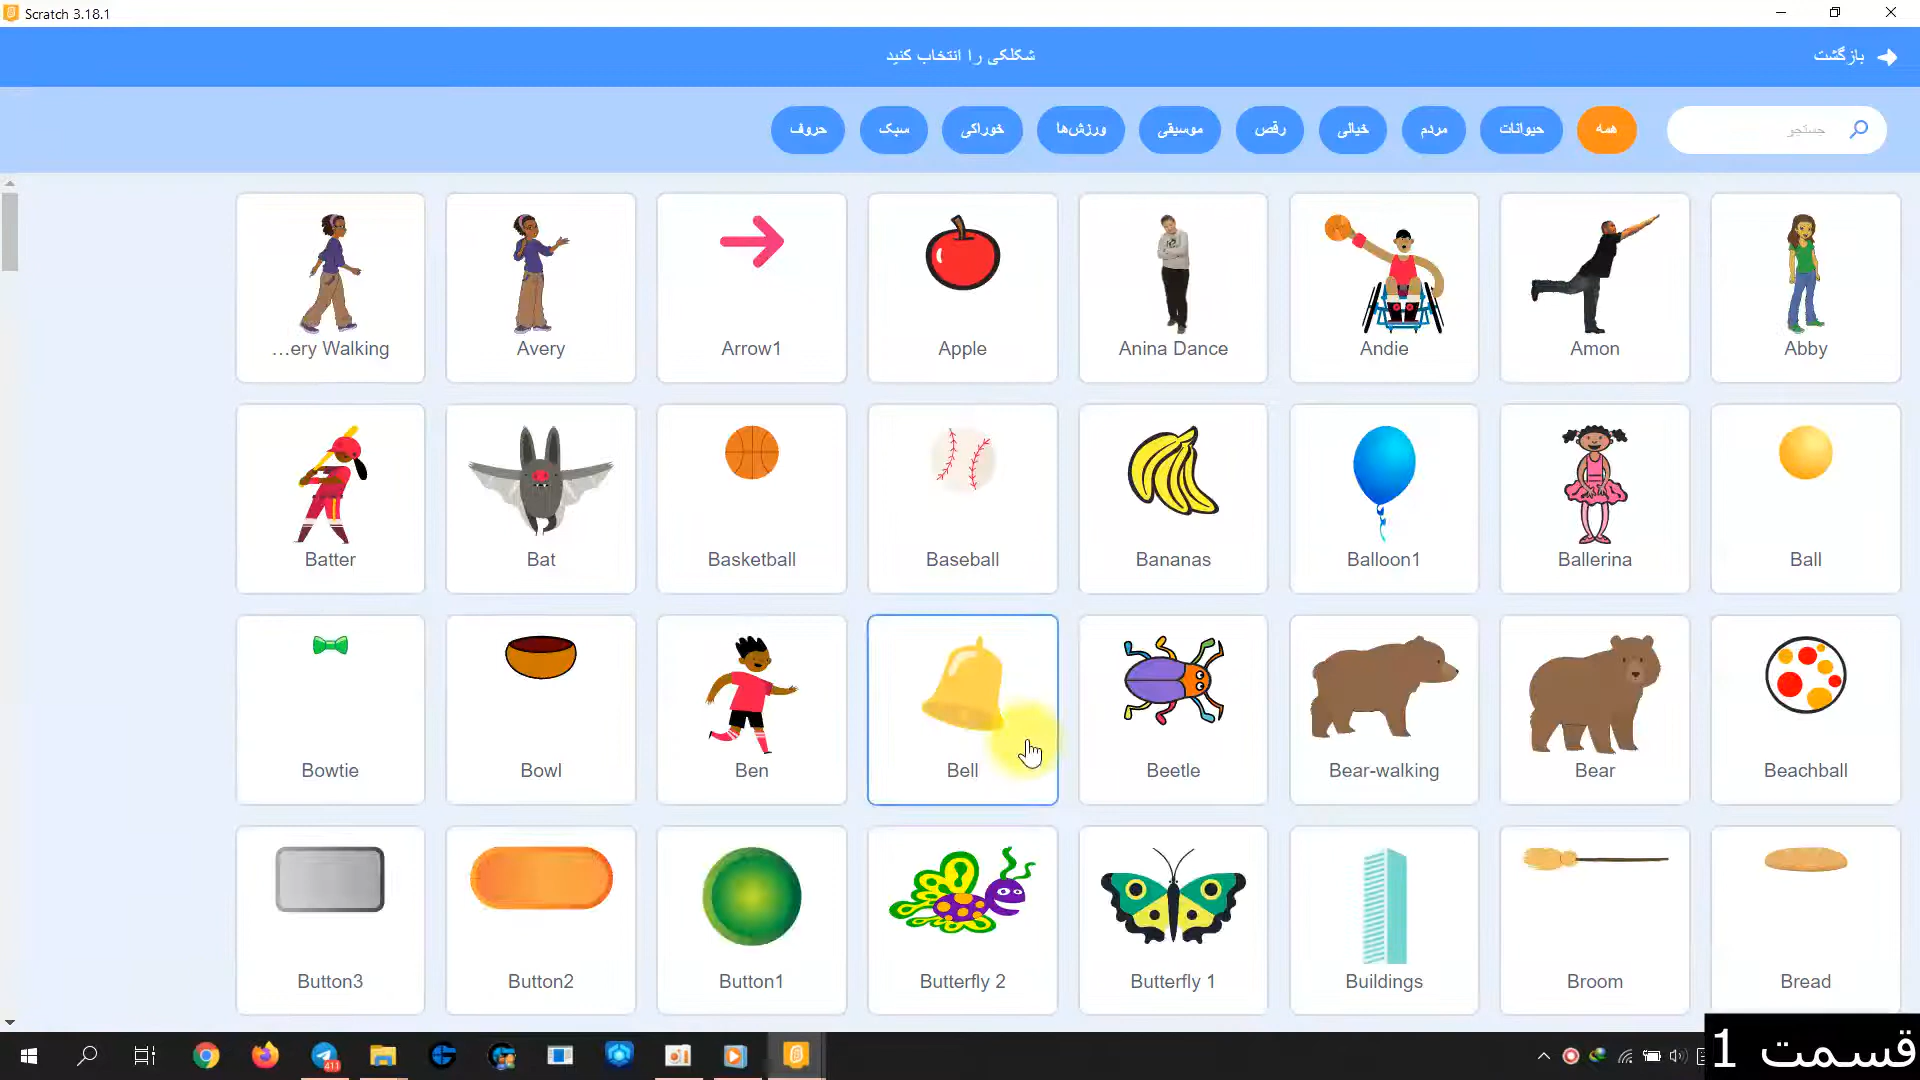 Scratch 3.18.1
شکلکی را انتخاب کنید
بازگشت
جستجو
همه
حیوانات
مردم
خیالی
رقص
موسیقی
ورزش‌ها
خوراکی
سبک
حروف
Abby
Amon
Andie
Anina Dance
Apple
Arrow1
Avery
...ery Walking
Ball
Ballerina
Balloon1
Bananas
Baseball
Basketball
Bat
Batter
Beachball
Bear
Bear-walking
Beetle
Bell
Ben
Bowl
Bowtie
Bread
Broom
Buildings
Butterfly 1
Butterfly 2
Button1
Button2
Button3
411
قسمت 1